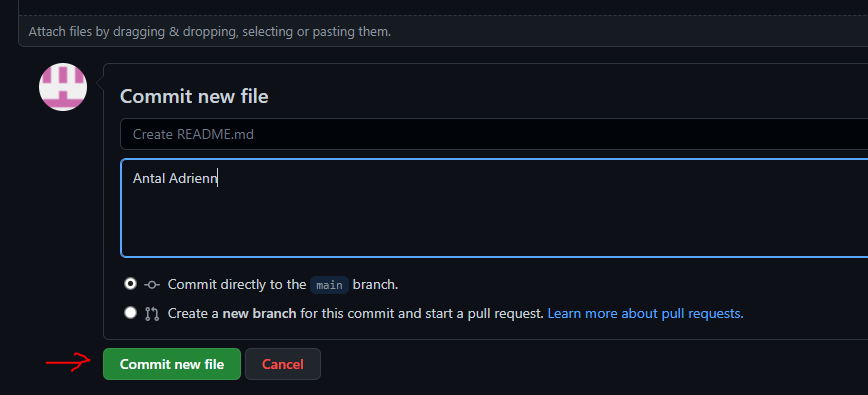 Attach files by dragging & dropping, selecting or pasting them.
Commit new file
Create README.md
Antal Adrienn
Commit directly to the main branch.
Create a new branch for this commit and start a pull request. Learn more about pull requests.
Commit new file Cancel